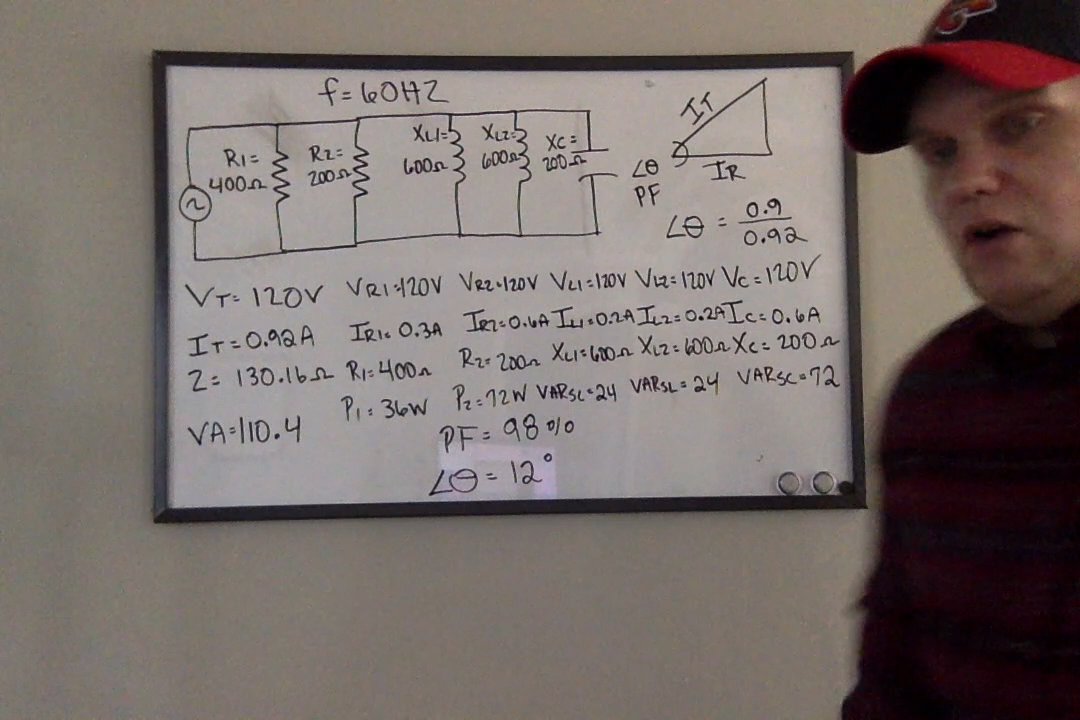 f=60HZ
R1=
400Ω
R2=
200Ω
XL1=
600Ω
XL2=
600Ω
XC=
200Ω
IT
IR
∠θ
PF
∠θ = 0.9/0.92
VT= 120V VR1=120V VR2=120V VL1=120V VL2=120V VC=120V
IT=0.92A IR1=0.3A IR2=0.6A IL1=0.2A IL2=0.2A IC=0.6A
Z= 130.16Ω R1=400Ω R2=200Ω XL1=600Ω XL2=600Ω XC=200Ω
VA=110.4 P1=36W P2=72W VARSL=24 VARSL=24 VARSC=72
PF= 98%
∠θ=12°